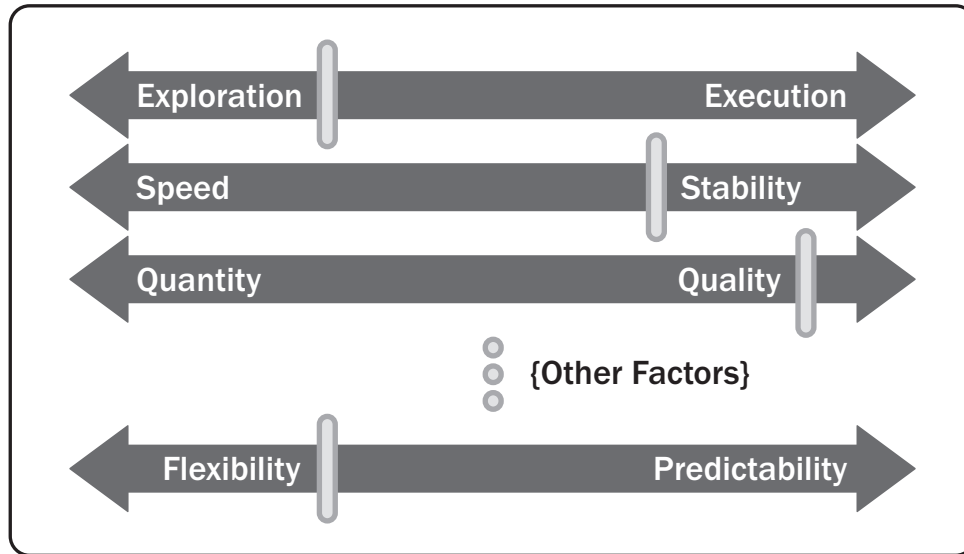 Exploration Execution
Speed Stability
Quantity Quality
{Other Factors}
Flexibility Predictability